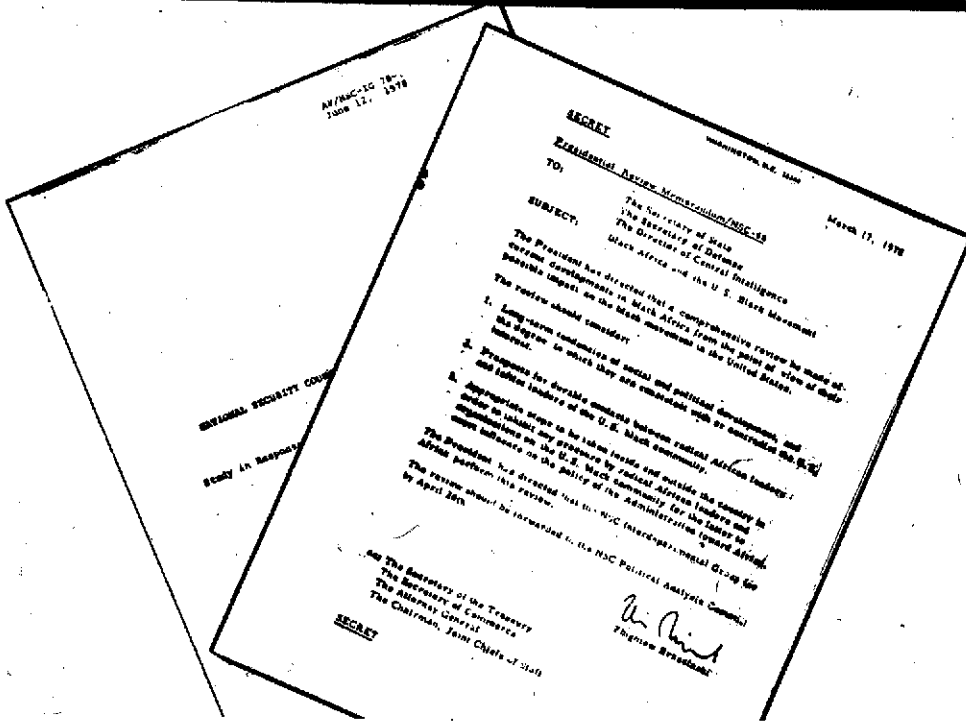 AF/NSC-IG 78-
June 12, 1978
NATIONAL SECURITY COUN
Study in Response
SECRET
WASHINGTON, D.C.
March 17, 1978
Presidential Review Memorandum/NSC-46
TO:
The Secretary of State
The Secretary of Defense
The Director of Central Intelligence
SUBJECT:
Black Africa and the U. S. Black Movement
The President has directed that a comprehensive review be made of
current developments in Black Africa from the point of view of their
possible impact on the black movement in the United States.
The review should consider:
1. Long-term tendencies of social and political development, and
the degree to which they are consistent with or contradict the U.S.
interest.
2. Prospects for durable contacts between radical African leaders
and leftist leaders of the U.S. black community.
3. Appropriate steps to be taken inside and outside the country in
order to inhibit any pressure by radical African leaders and
organizations on the U.S. black community for the latter to
exert influence on the policy of the Administration toward Africa.
The President has directed that the NSC Interdepartmental Group for
Africa perform this review.
The review should be forwarded to the NSC Political Analysis Committee
by April 20th
Zbigniew Brzezinski
cc: The Secretary of the Treasury
The Secretary of Commerce
The Attorney General
The Chairman, Joint Chiefs of Staff
SECRET